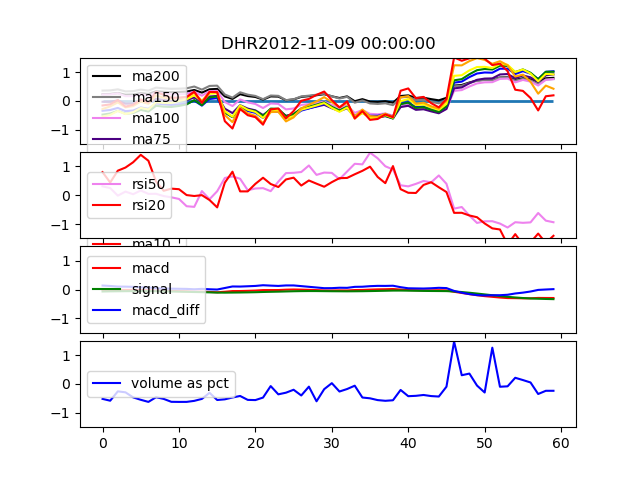 DHR2012-11-09 00:00:00
1
0
−1
ma200
ma150
ma100
ma75
1
0
−1
rsi50
rsi20
ma10
1
0
−1
macd
signal
macd_diff
1
0
−1
volume as pct
0 10 20 30 40 50 60